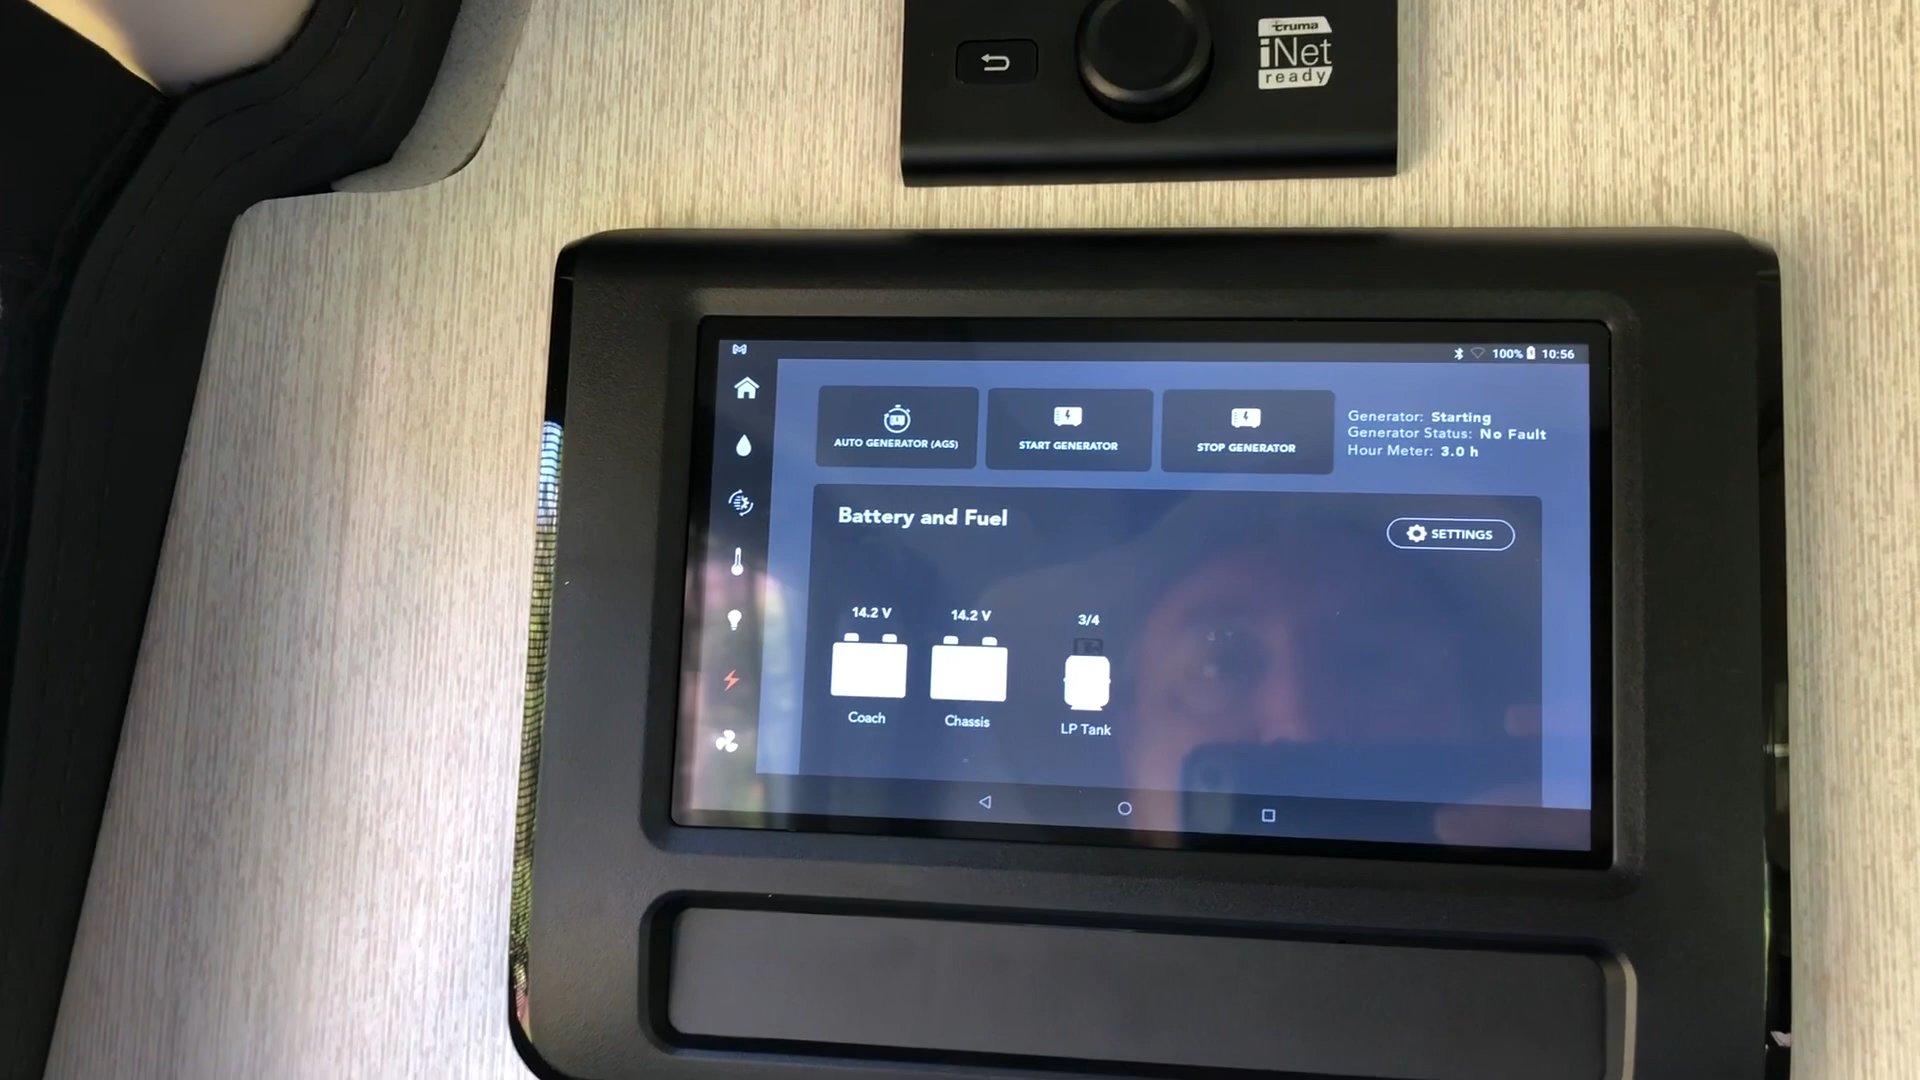 truma
iNet
ready
100% 10:56
AUTO GENERATOR (AGS)
START GENERATOR
STOP GENERATOR
Generator: Starting
Generator Status: No Fault
Hour Meter: 3.0 h
Battery and Fuel
SETTINGS
14.2 V
14.2 V
3/4
Coach
Chassis
LP Tank